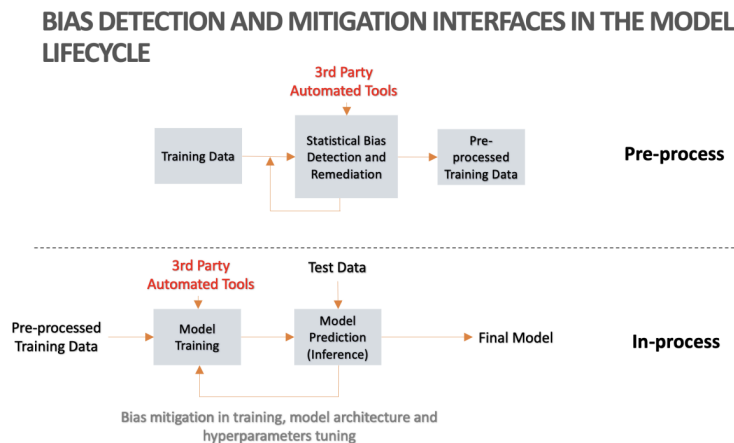 BIAS DETECTION AND MITIGATION INTERFACES IN THE MODEL
LIFECYCLE
3rd Party
Automated Tools
Training Data
Statistical Bias
Detection and
Remediation
Pre-
processed
Training Data
Pre-process
3rd Party
Automated Tools
Test Data
Pre-processed
Training Data
Model
Training
Model
Prediction
(Inference)
Final Model
In-process
Bias mitigation in training, model architecture and
hyperparameters tuning